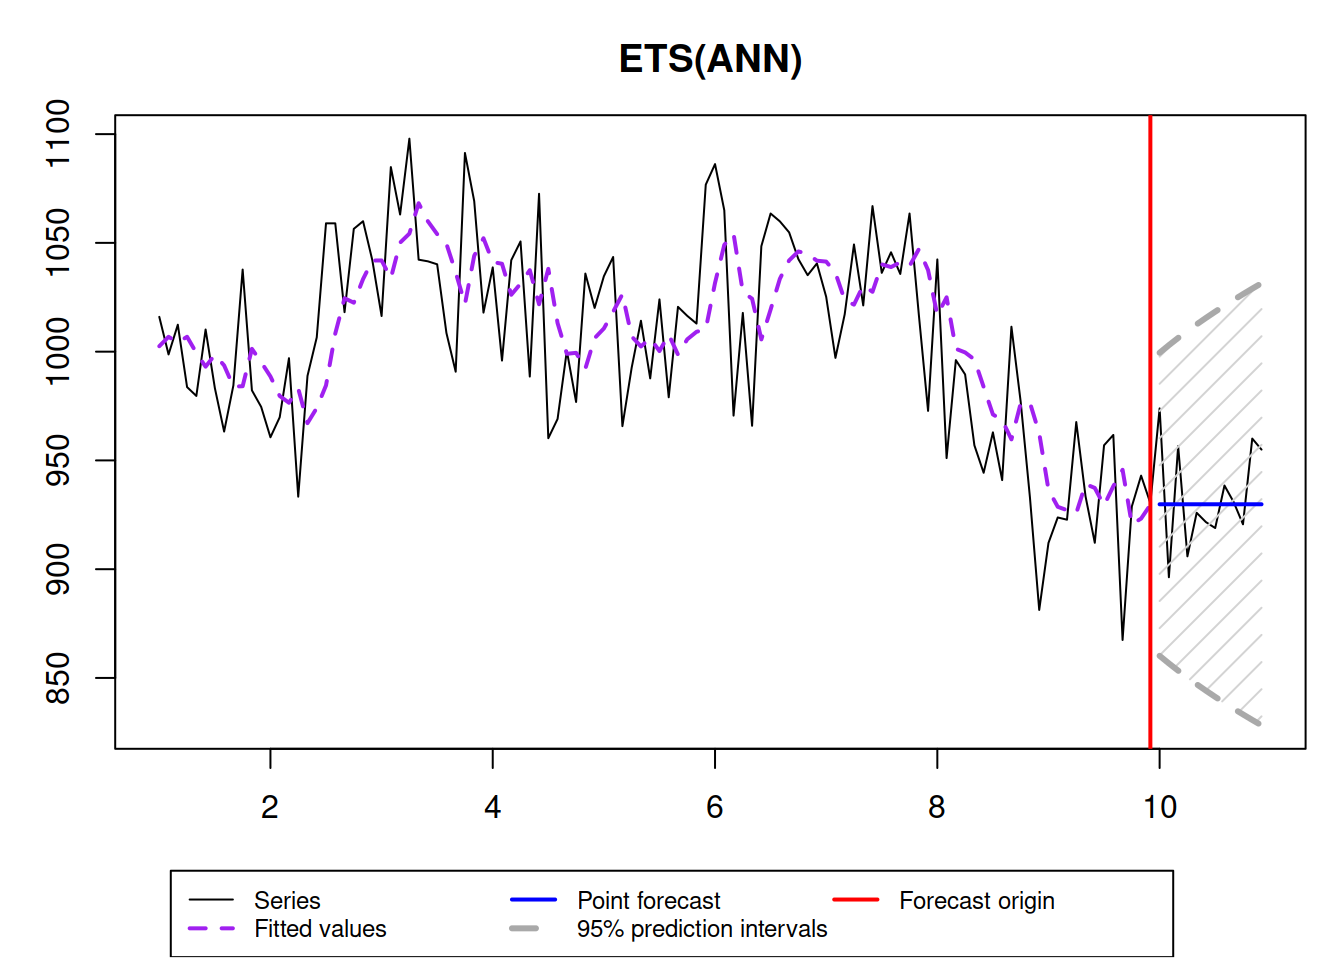 ETS(ANN)
1100
1050
1000
950
900
850
2 4 6 8 10
Series Point forecast Forecast origin
Fitted values 95% prediction intervals